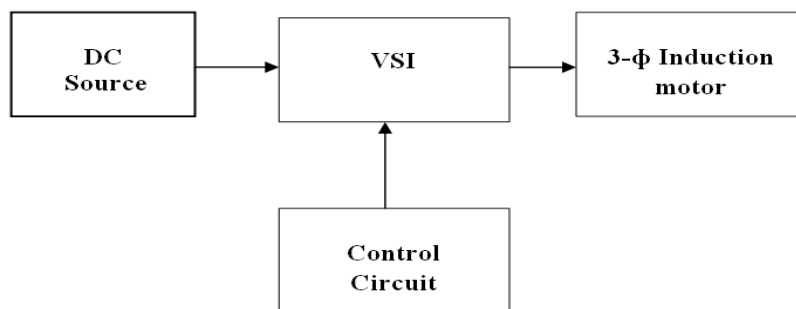 DC
Source
VSI
3-ϕ Induction
motor
Control
Circuit